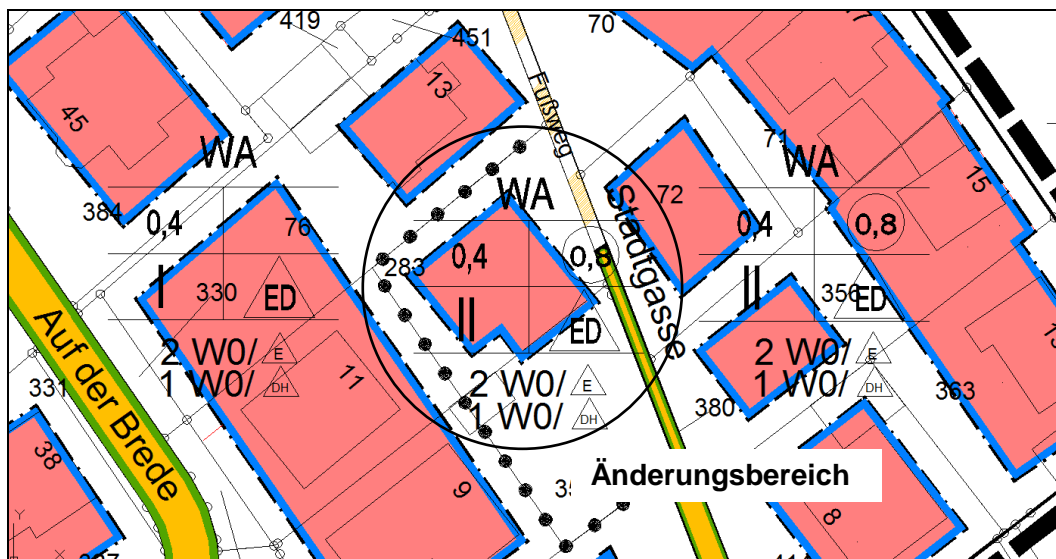 419
451
70
17
45
13
Fußweg
WA
WA
WA
71
72
15
384
0,4
76
0,4
0,8
Stadtgasse
0,4
0,8
283
I
330
ED
II
ED
II
356
ED
Auf der Brede
2 W0/ E
1 W0/ DH
2 W0/ E
1 W0/ DH
2 W0/ E
1 W0/ DH
331
11
380
363
38
9
Änderungsbereich
8
Y
X